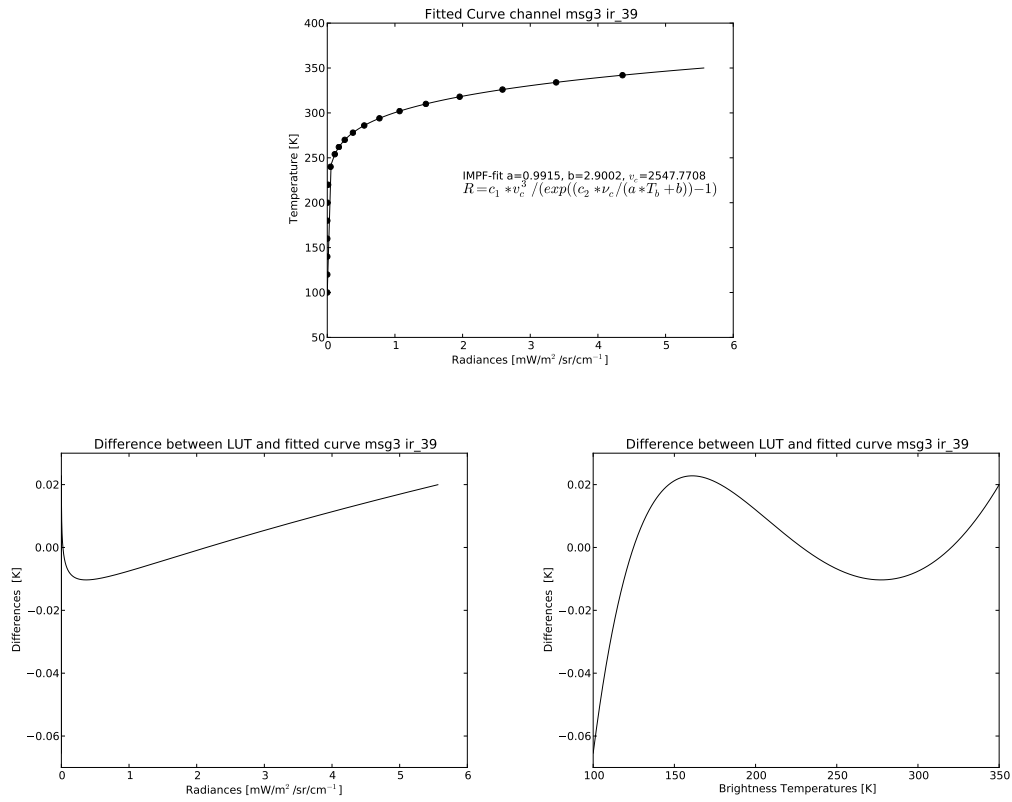 Fitted Curve channel msg3 ir_39
400
350
300
250
200
150
100
50
Temperature [K]
IMPF-fit a=0.9915, b=2.9002, v_c=2547.7708
R=c_1*v_c^3/(exp((c_2*ν_c/(a*T_b+b))−1)
0 1 2 3 4 5 6
Radiances [mW/m^2/sr/cm^−1]
Difference between LUT and fitted curve msg3 ir_39
0.02
0.00
−0.02
−0.04
−0.06
Differences [K]
0 1 2 3 4 5 6
Radiances [mW/m^2/sr/cm^−1]
Difference between LUT and fitted curve msg3 ir_39
0.02
0.00
−0.02
−0.04
−0.06
Differences [K]
100 150 200 250 300 350
Brightness Temperatures [K]